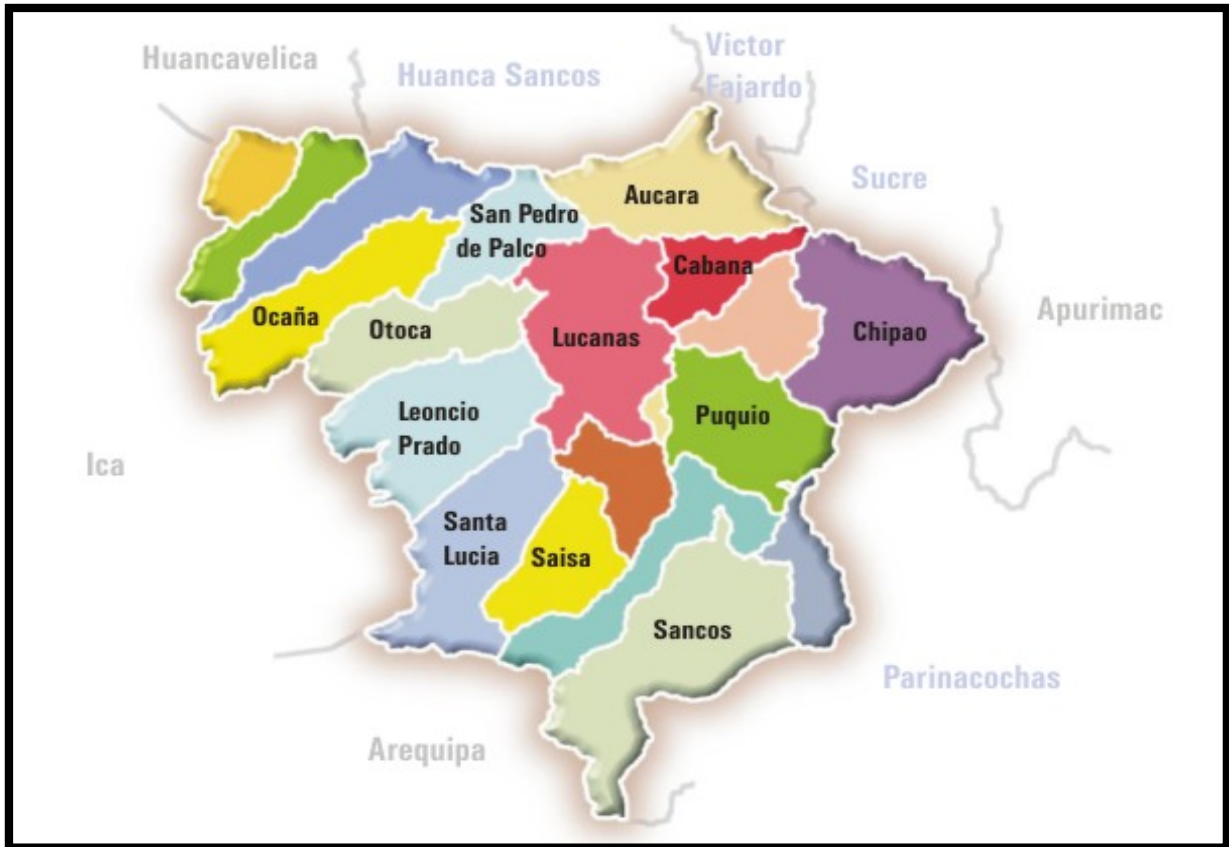 Huancavelica
Huanca Sancos
Victor
Fajardo
Sucre
Aucara
San Pedro
de Palco
Cabana
Ocaña
Otoca
Lucanas
Chipao
Apurimac
Leoncio
Prado
Puquio
Ica
Santa
Lucia
Saisa
Sancos
Parinacochas
Arequipa